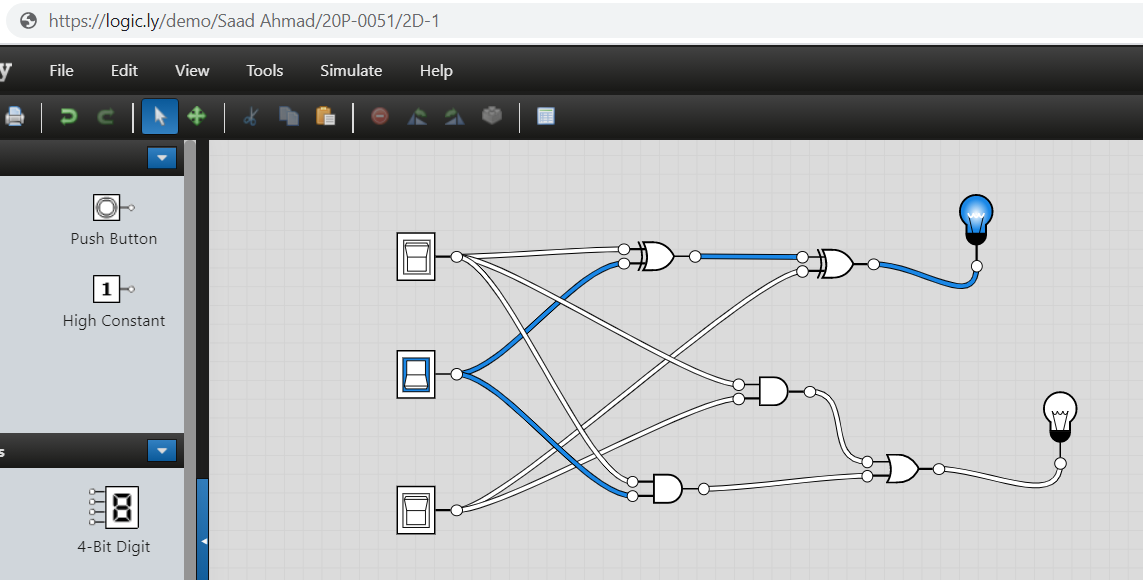 https://logic.ly/demo/Saad Ahmad/20P-0051/2D-1
y File Edit View Tools Simulate Help
Push Button
1
High Constant
s
8
4-Bit Digit